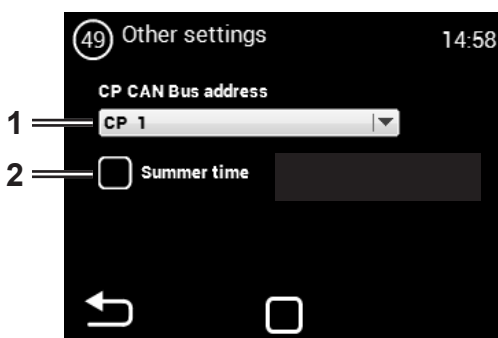 49 Other settings 14:58
CP CAN Bus address
1 CP 1
2 Summer time